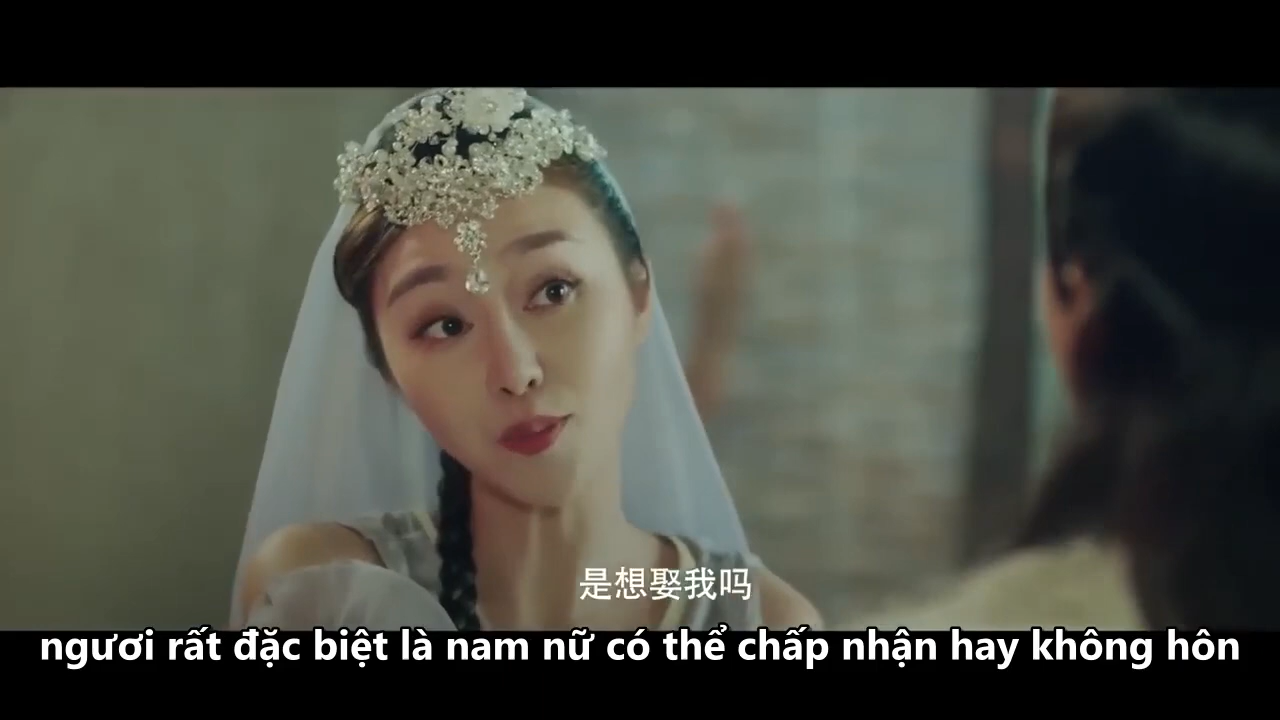 是想娶我吗
ngươi rất đặc biệt là nam nữ có thể chấp nhận hay không hôn